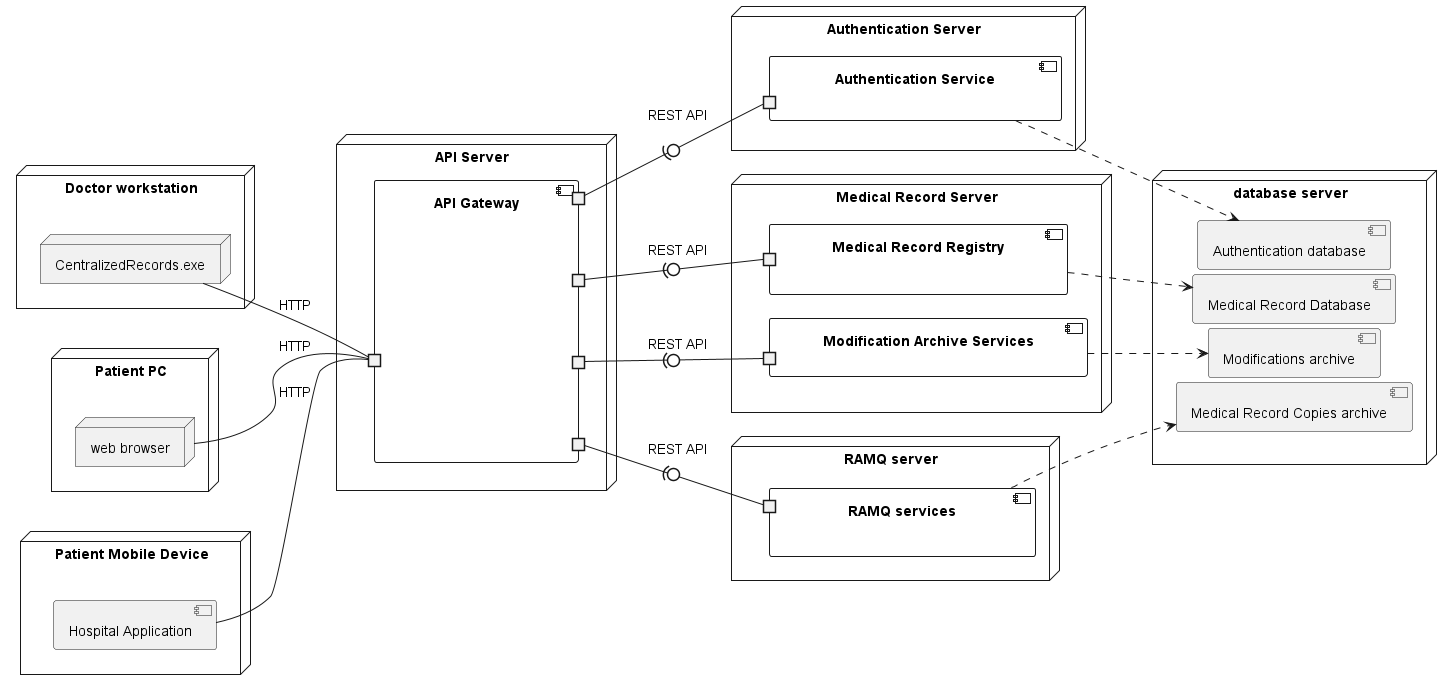 Doctor workstation
CentralizedRecords.exe
Patient PC
web browser
Patient Mobile Device
Hospital Application
HTTP
HTTP
HTTP
API Server
API Gateway
REST API
REST API
REST API
REST API
Authentication Server
Authentication Service
Medical Record Server
Medical Record Registry
Modification Archive Services
RAMQ server
RAMQ services
database server
Authentication database
Medical Record Database
Modifications archive
Medical Record Copies archive